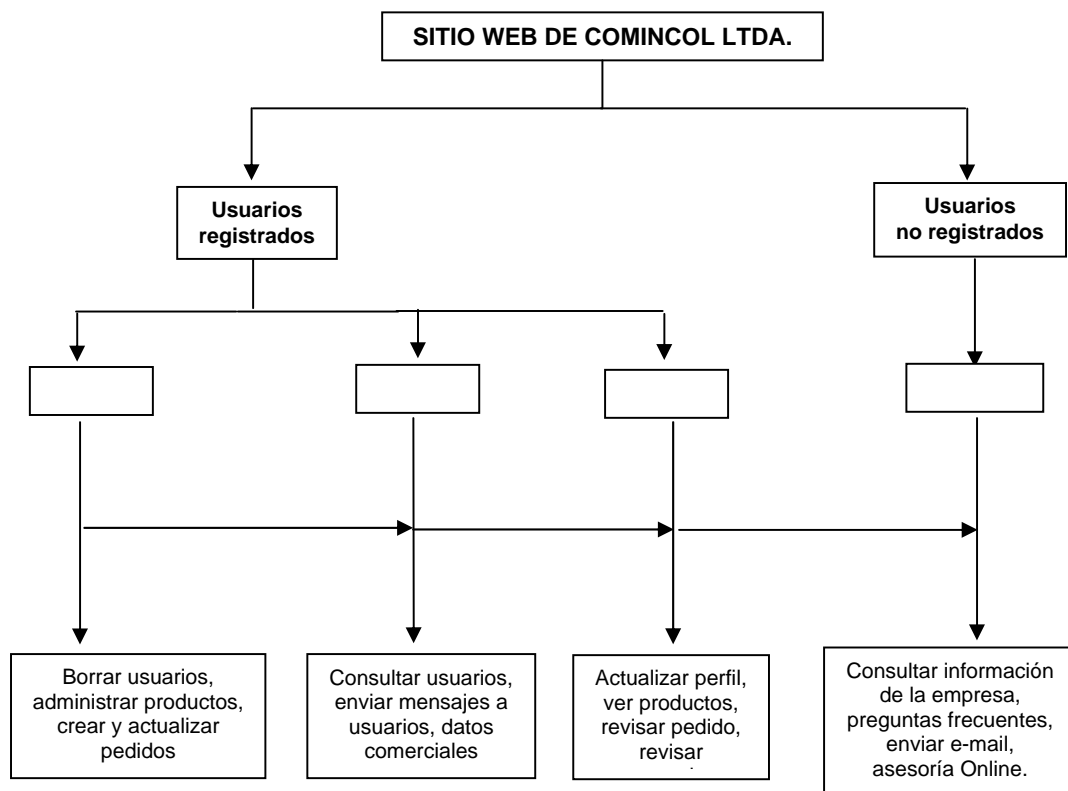 SITIO WEB DE COMINCOL LTDA.
Usuarios
registrados
Usuarios
no registrados
Borrar usuarios,
administrar productos,
crear y actualizar
pedidos
Consultar usuarios,
enviar mensajes a
usuarios, datos
comerciales
Actualizar perfil,
ver productos,
revisar pedido,
revisar
Consultar información
de la empresa,
preguntas frecuentes,
enviar e-mail,
asesoría Online.